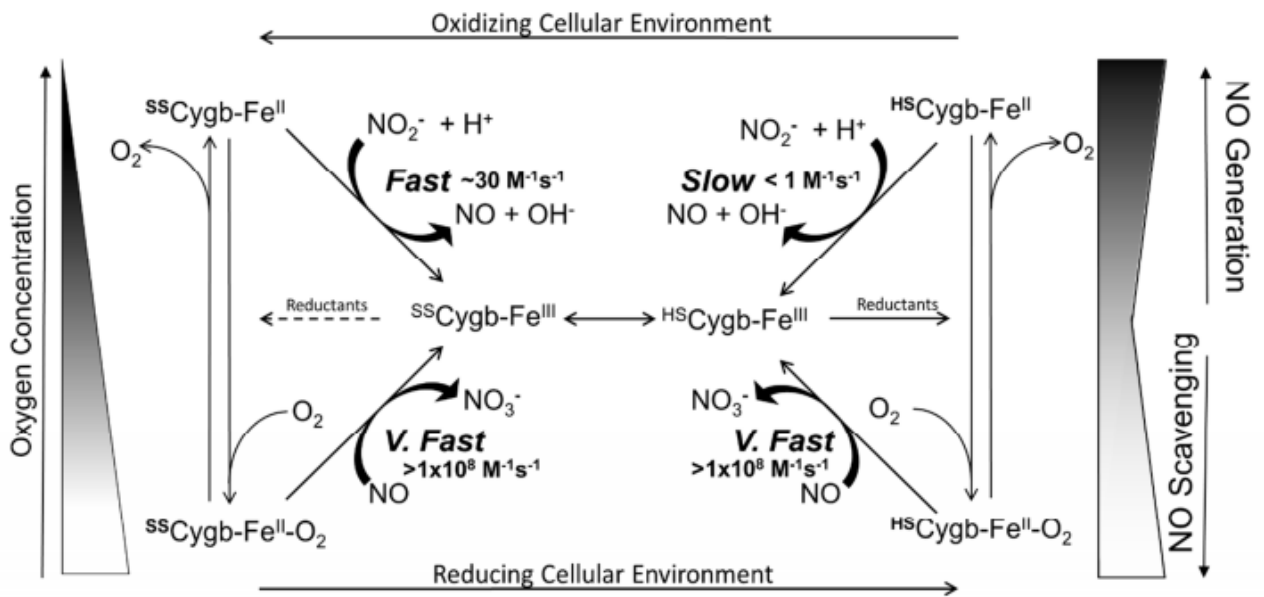 Oxidizing Cellular Environment
Oxygen Concentration
SSCygb-FeII
O2
NO2- + H+
Fast ~30 M-1s-1
NO + OH-
NO2- + H+
Slow < 1 M-1s-1
NO + OH-
HSCygb-FeII
O2
NO Generation
Reductants
SSCygb-FeIII
HSCygb-FeIII
Reductants
O2
NO3-
V. Fast
>1x108 M-1s-1
NO
NO3-
V. Fast
>1x108 M-1s-1
NO
O2
NO Scavenging
SSCygb-FeII-O2
HSCygb-FeII-O2
Reducing Cellular Environment